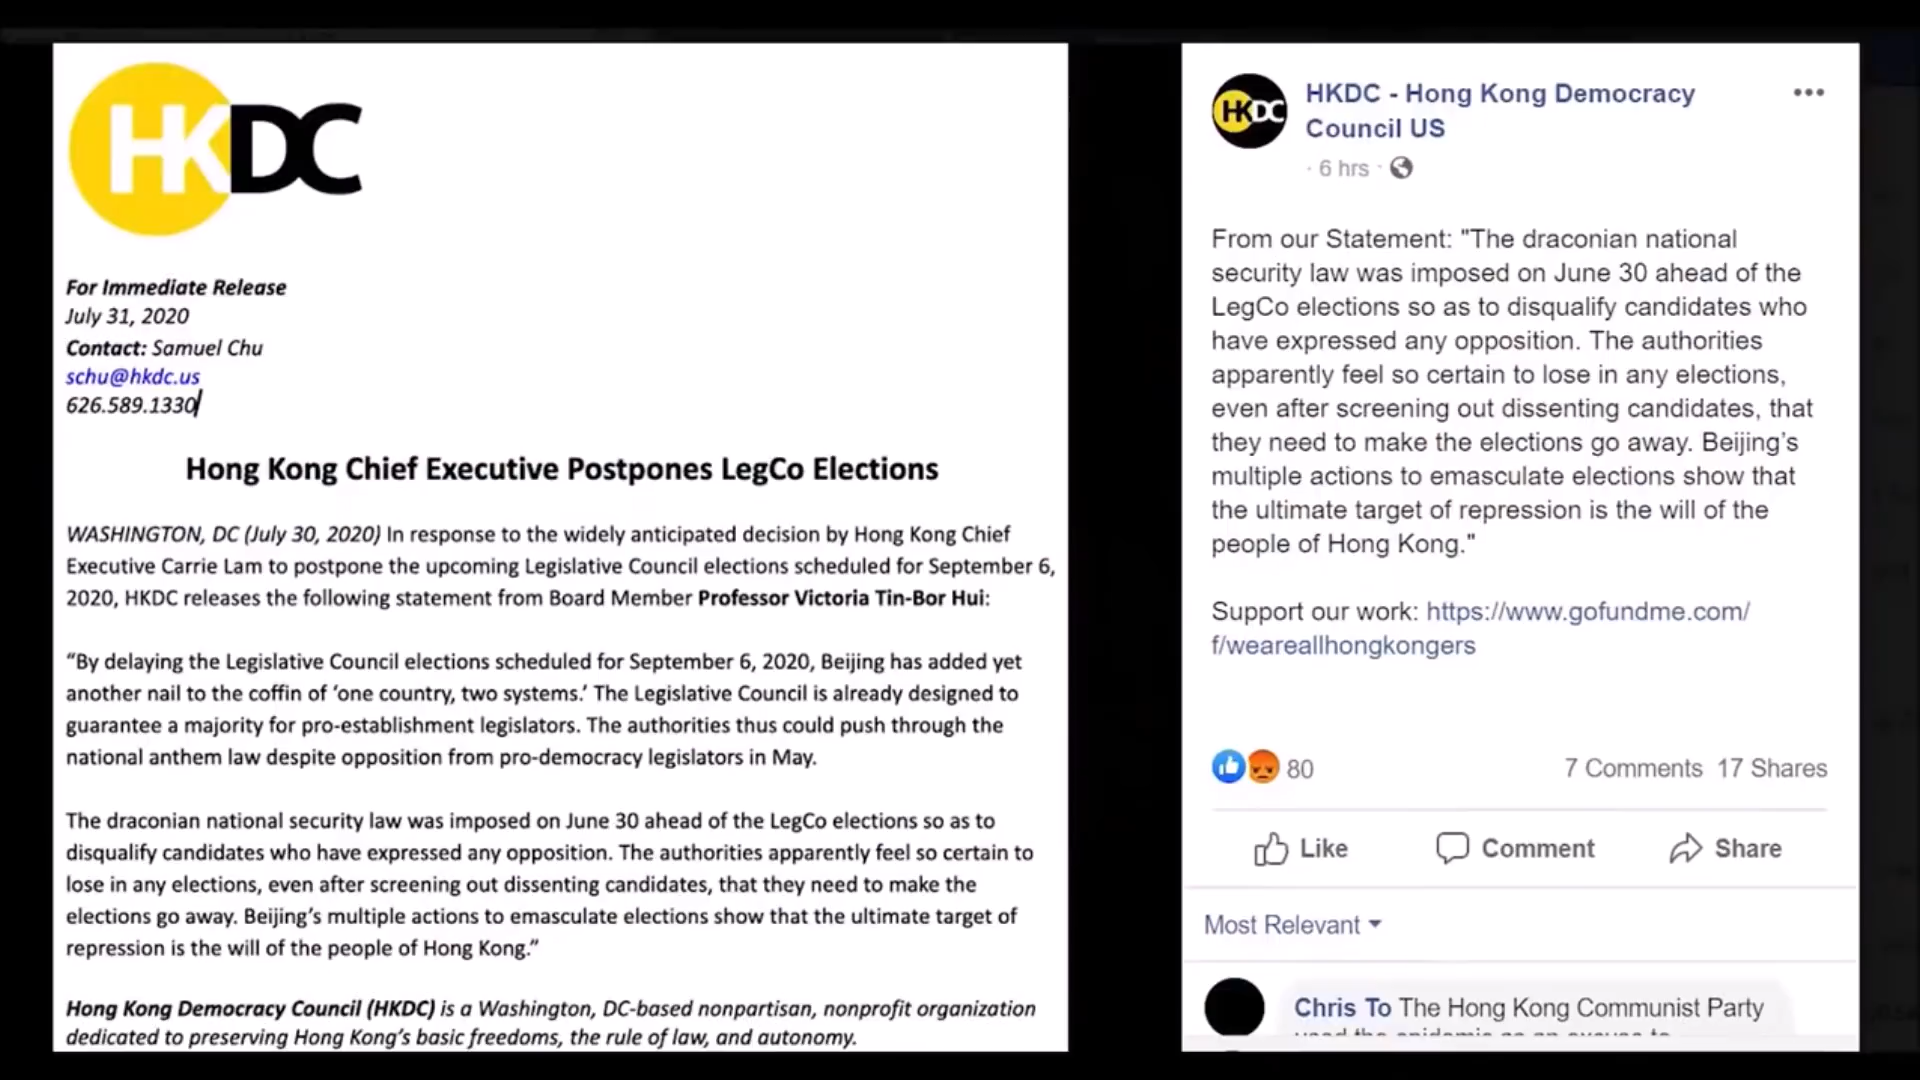 HKDC
For Immediate Release
July 31, 2020
Contact: Samuel Chu
schu@hkdc.us
626.589.1330
Hong Kong Chief Executive Postpones LegCo Elections
WASHINGTON, DC (July 30, 2020) In response to the widely anticipated decision by Hong Kong Chief
Executive Carrie Lam to postpone the upcoming Legislative Council elections scheduled for September 6,
2020, HKDC releases the following statement from Board Member Professor Victoria Tin-Bor Hui:
“By delaying the Legislative Council elections scheduled for September 6, 2020, Beijing has added yet
another nail to the coffin of ‘one country, two systems.’ The Legislative Council is already designed to
guarantee a majority for pro-establishment legislators. The authorities thus could push through the
national anthem law despite opposition from pro-democracy legislators in May.
The draconian national security law was imposed on June 30 ahead of the LegCo elections so as to
disqualify candidates who have expressed any opposition. The authorities apparently feel so certain to
lose in any elections, even after screening out dissenting candidates, that they need to make the
elections go away. Beijing’s multiple actions to emasculate elections show that the ultimate target of
repression is the will of the people of Hong Kong.”
Hong Kong Democracy Council (HKDC) is a Washington, DC-based nonpartisan, nonprofit organization
dedicated to preserving Hong Kong’s basic freedoms, the rule of law, and autonomy.
HKDC
HKDC - Hong Kong Democracy
Council US
· 6 hrs ·
From our Statement: "The draconian national
security law was imposed on June 30 ahead of the
LegCo elections so as to disqualify candidates who
have expressed any opposition. The authorities
apparently feel so certain to lose in any elections,
even after screening out dissenting candidates, that
they need to make the elections go away. Beijing’s
multiple actions to emasculate elections show that
the ultimate target of repression is the will of the
people of Hong Kong."
Support our work: https://www.gofundme.com/
f/weareallhongkongers
80
7 Comments 17 Shares
Like
Comment
Share
Most Relevant
Chris To The Hong Kong Communist Party
used the epidemic as an excuse to